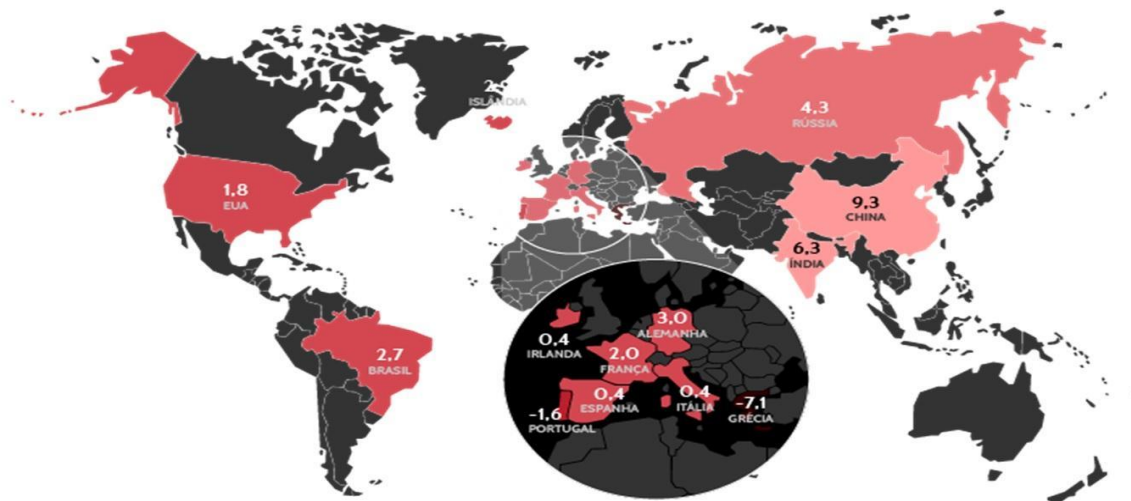 ISLÂNDIA
4,3
RÚSSIA
1,8
EUA
9,3
CHINA
6,3
ÍNDIA
2,7
BRASIL
3,0
ALEMANHA
0,4
IRLANDA
2,0
FRANÇA
0,4
ESPANHA
0,4
ITÁLIA
-1,6
PORTUGAL
-7,1
GRÉCIA